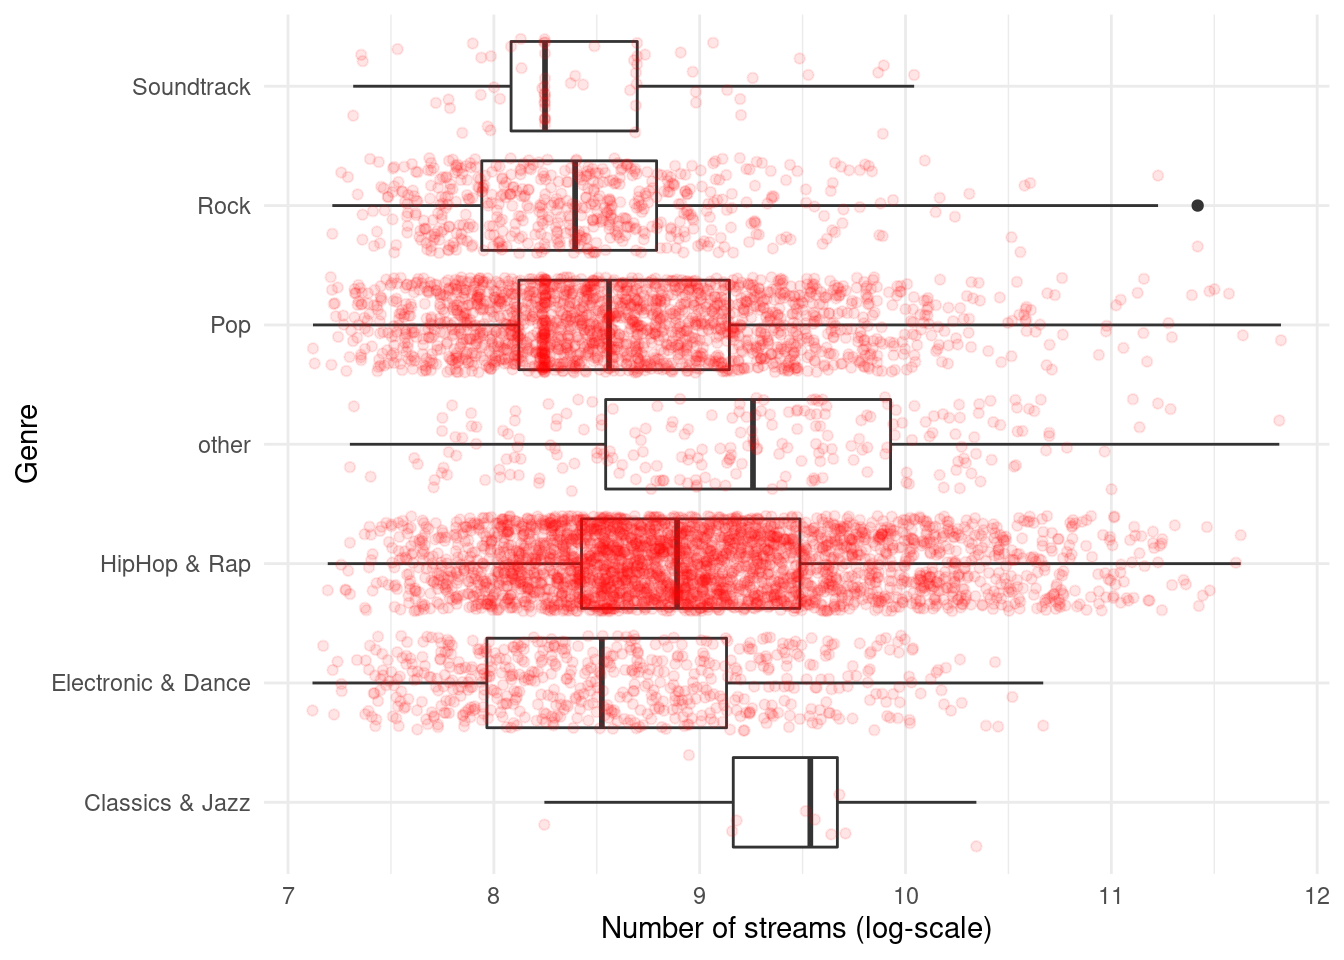 Soundtrack
Rock
Pop
other
HipHop & Rap
Electronic & Dance
Classics & Jazz
Genre
7 8 9 10 11 12
Number of streams (log-scale)